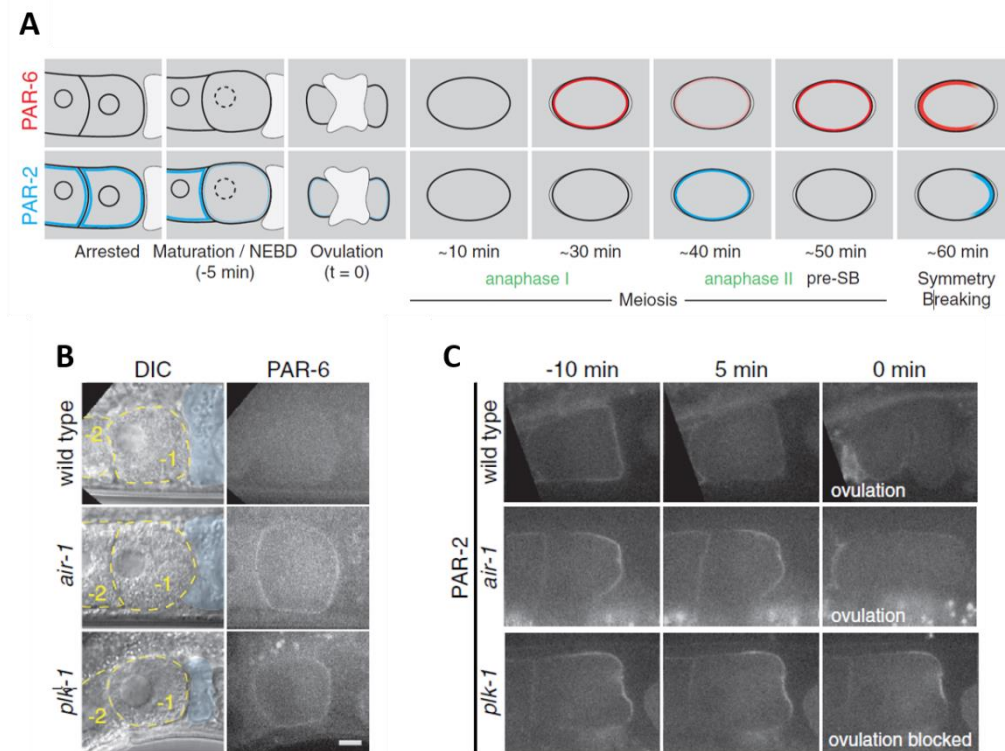 A
PAR-6
PAR-2
Arrested
Maturation / NEBD
(-5 min)
Ovulation
(t = 0)
~10 min
~30 min
~40 min
~50 min
~60 min
anaphase I
anaphase II
pre-SB
Symmetry
Breaking
Meiosis
B
DIC
PAR-6
wild type
-2
-1
air-1
-2
-1
plk-1
-2
-1
C
-10 min
5 min
0 min
PAR-2
wild type
ovulation
air-1
ovulation
plk-1
ovulation blocked